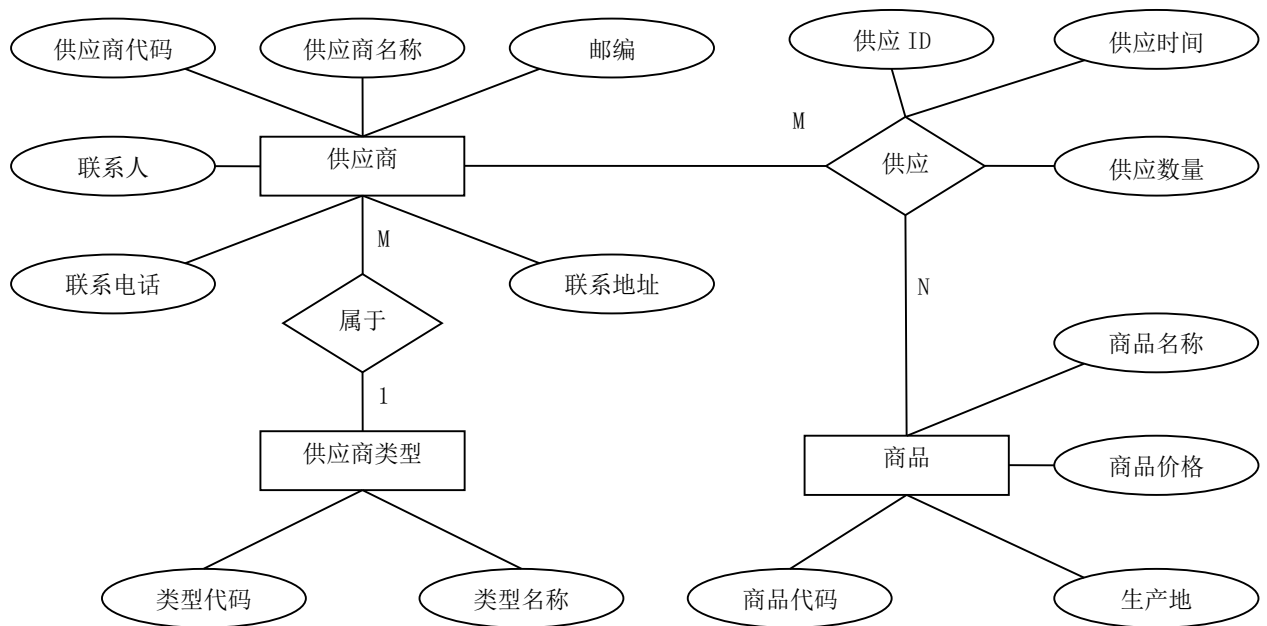 供应商代码
供应商名称
邮编
供应 ID
供应时间
M
联系人
供应商
供应
供应数量
M
联系电话
联系地址
N
属于
商品名称
1
供应商类型
商品
商品价格
类型代码
类型名称
商品代码
生产地